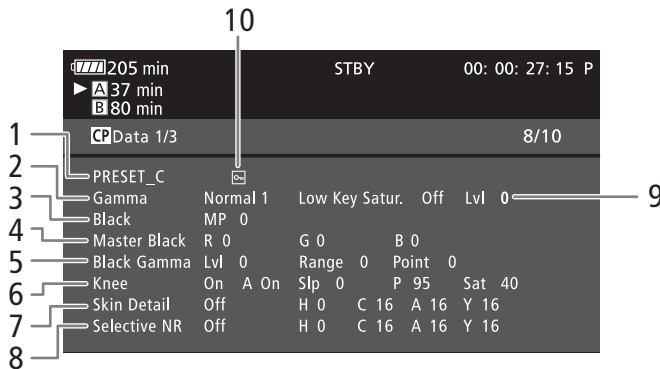 10
205 min STBY 00: 00: 27: 15 P
A 37 min
B 80 min
CP Data 1/3 8/10
1 PRESET_C
2 Gamma Normal 1 Low Key Satur. Off Lvl 0 9
3 Black MP 0
4 Master Black R 0 G 0 B 0
5 Black Gamma Lvl 0 Range 0 Point 0
6 Knee On A On Slp 0 P 95 Sat 40
7 Skin Detail Off H 0 C 16 A 16 Y 16
8 Selective NR Off H 0 C 16 A 16 Y 16